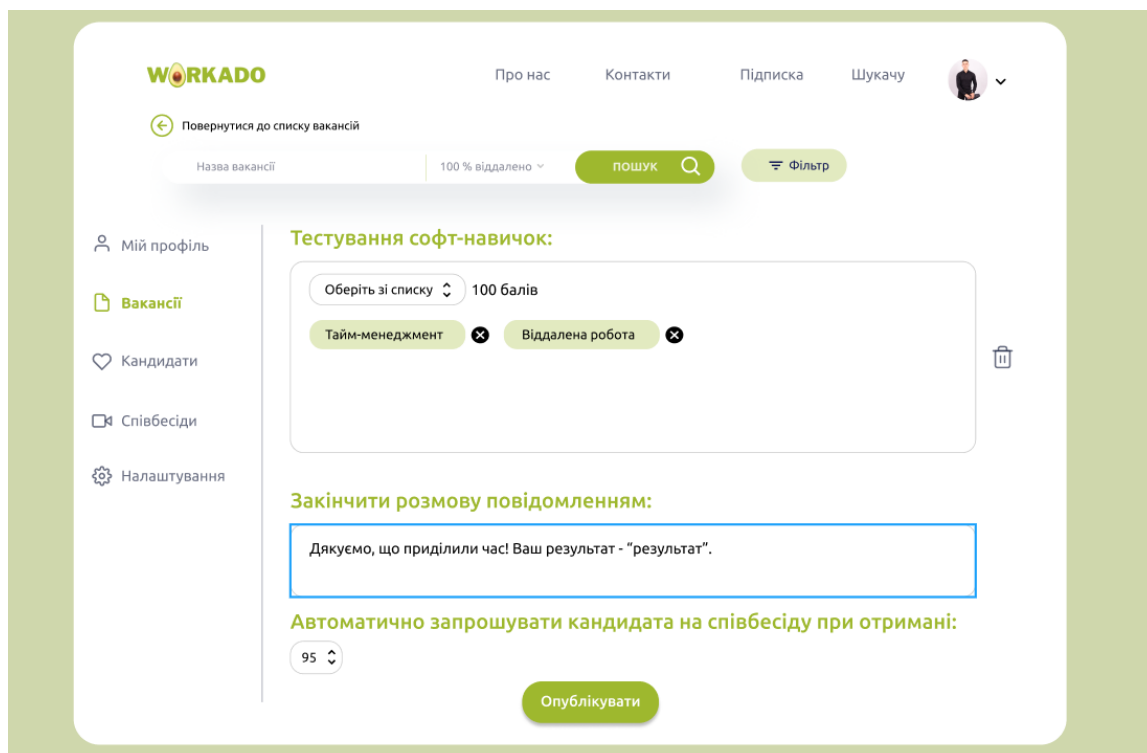 WORKADO
Про нас Контакти Підписка Шукачу
Повернутися до списку вакансій
Назва вакансії 100 % віддалено ПОШУК Фільтр
Мій профіль
Вакансії
Кандидати
Співбесіди
Налаштування
Тестування софт-навичок:
Оберіть зі списку 100 балів
Тайм-менеджмент Віддалена робота
Закінчити розмову повідомленням:
Дякуємо, що приділили час! Ваш результат - “результат”.
Автоматично запрошувати кандидата на співбесіду при отримані:
95
Опублікувати